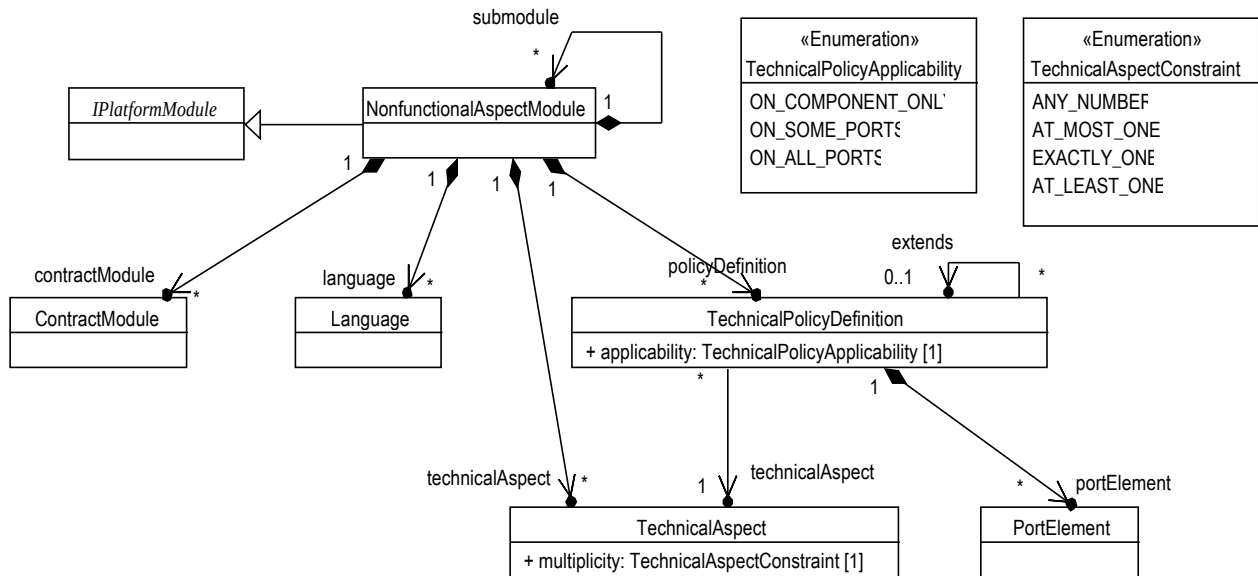 submodule
*
«Enumeration»
TechnicalPolicyApplicability
ON_COMPONENT_ONLY
ON_SOME_PORTS
ON_ALL_PORTS
«Enumeration»
TechnicalAspectConstraint
ANY_NUMBER
AT_MOST_ONE
EXACTLY_ONE
AT_LEAST_ONE
IPlatformModule
NonfunctionalAspectModule
1
1
1
1
1
contractModule
*
language
*
policyDefinition
*
extends
0..1
*
ContractModule
Language
TechnicalPolicyDefinition
+ applicability: TechnicalPolicyApplicability [1]
*
1
technicalAspect
*
1
technicalAspect
*
portElement
TechnicalAspect
+ multiplicity: TechnicalAspectConstraint [1]
PortElement